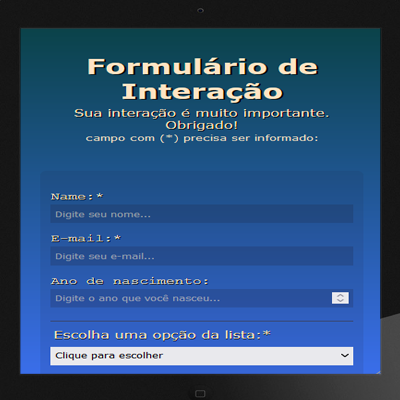 Formulário de
Interação
Sua interação é muito importante.
Obrigado!
campo com (*) precisa ser informado:
Name:*
Digite seu nome...
E-mail:*
Digite seu e-mail...
Ano de nascimento:
Digite o ano que você nasceu...
Escolha uma opção da lista:*
Clique para escolher